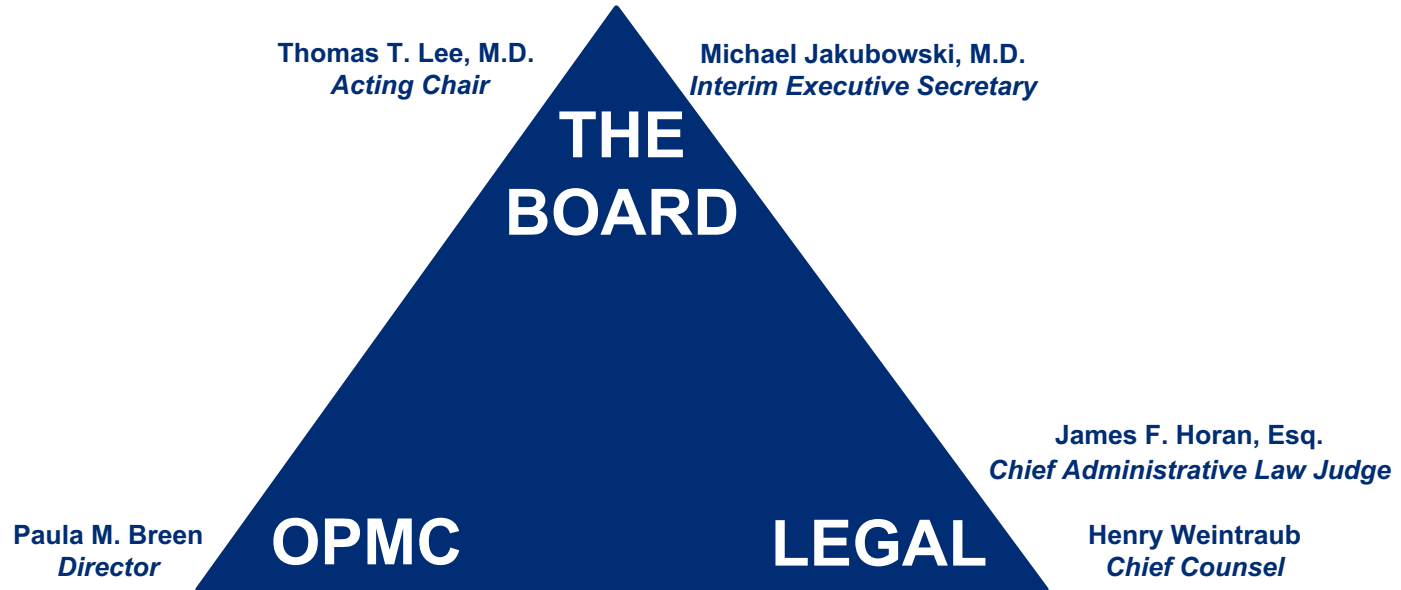 Thomas T. Lee, M.D.
Acting Chair
Michael Jakubowski, M.D.
Interim Executive Secretary
THE
BOARD
James F. Horan, Esq.
Chief Administrative Law Judge
Paula M. Breen
Director
OPMC
LEGAL
Henry Weintraub
Chief Counsel